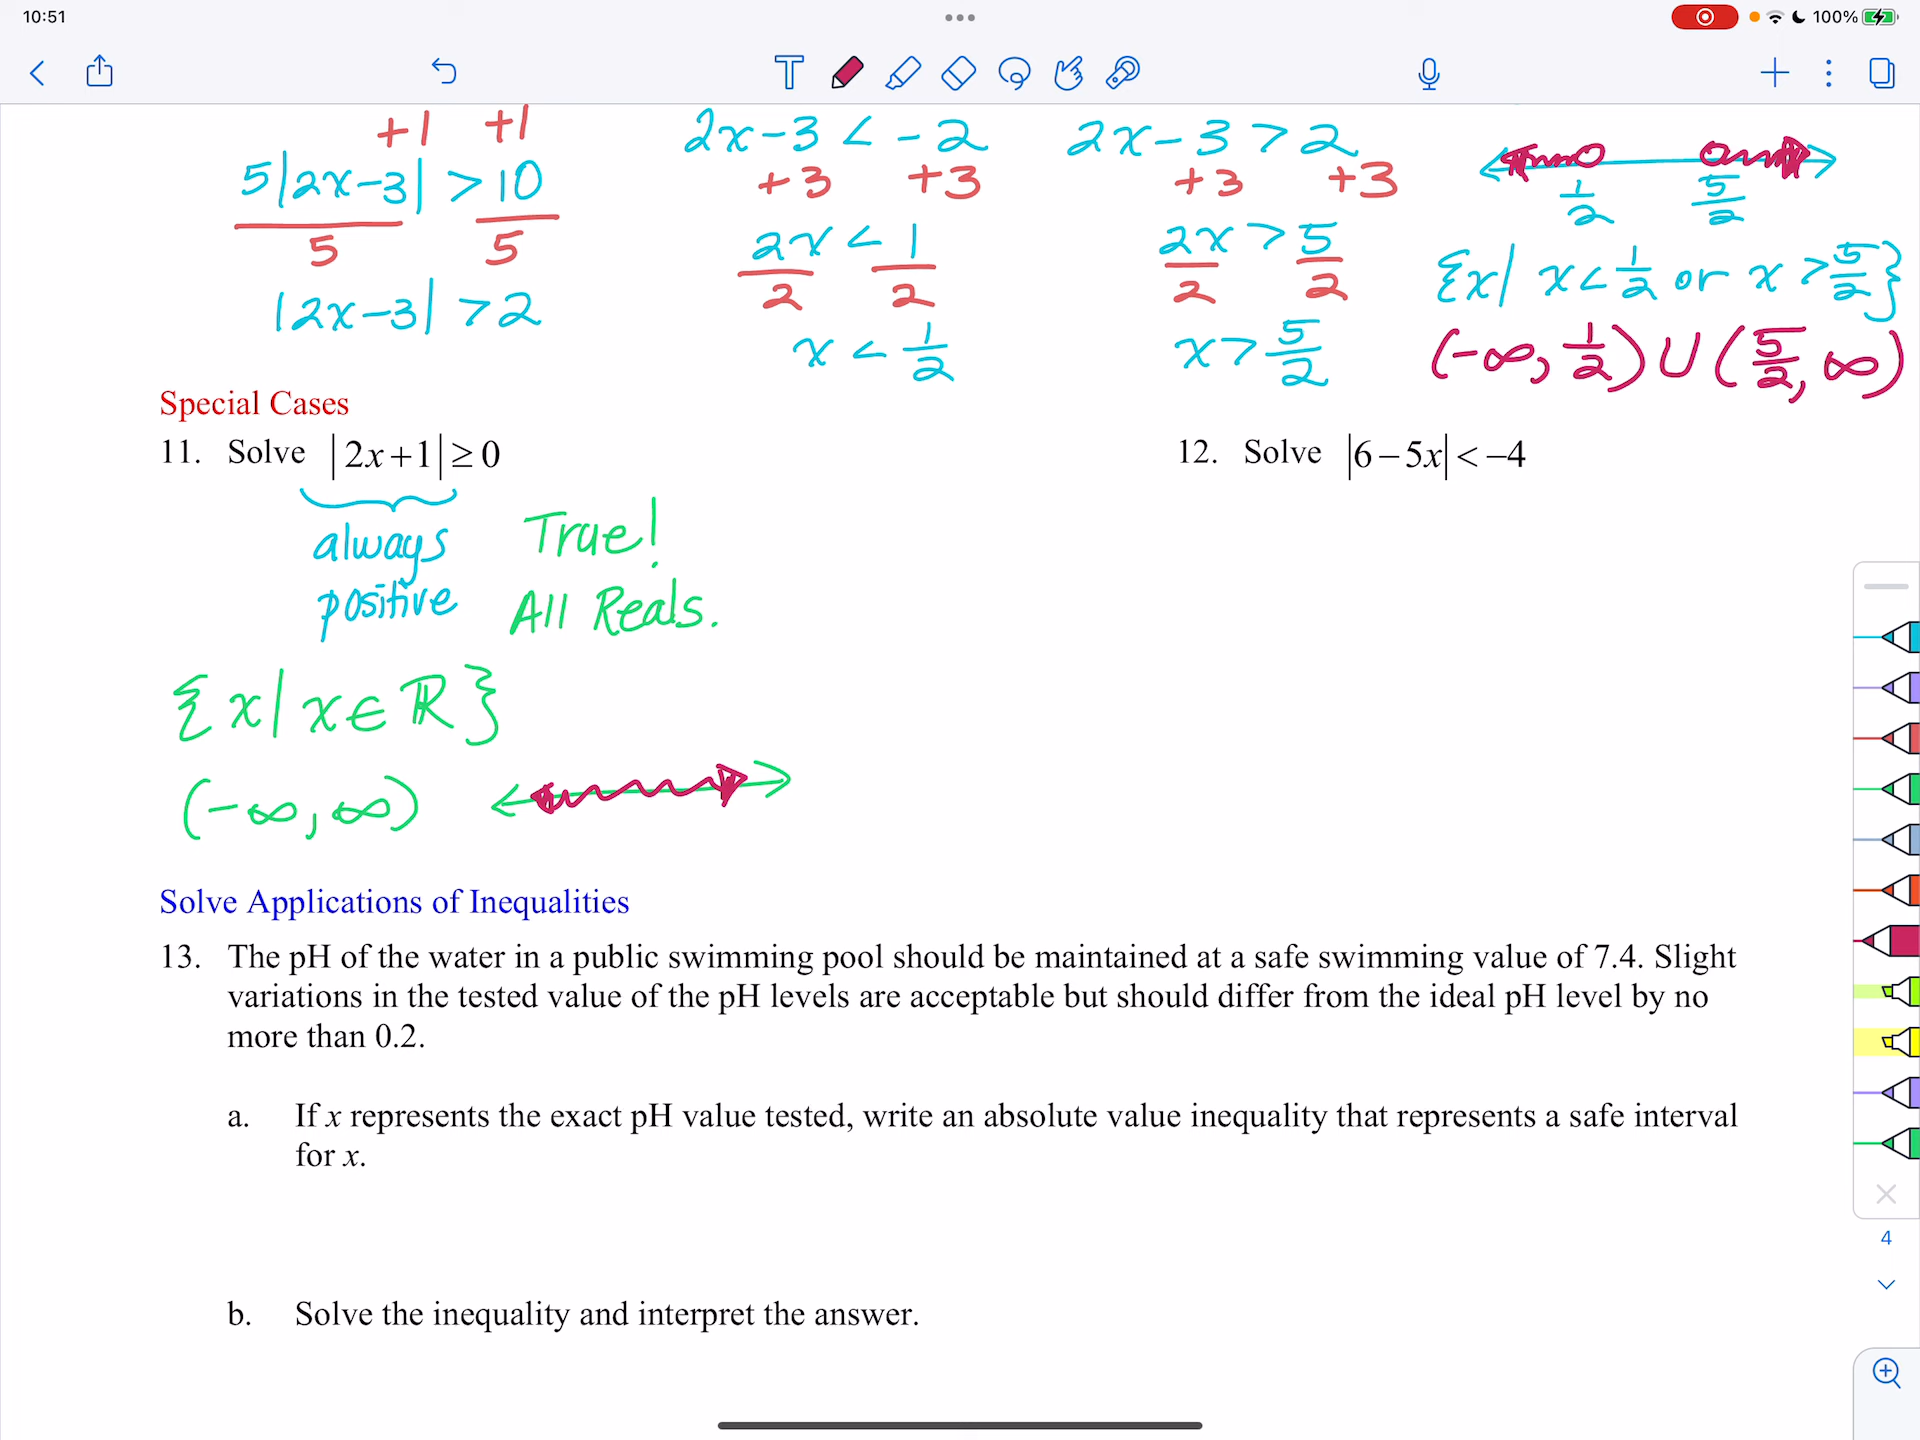 10:51
100%
+1 +1
5|2x-3| > 10
5 5
|2x-3| > 2
2x-3 < -2
+3 +3
2x < 1
2 2
x < 1/2
2x-3 > 2
+3 +3
2x > 5
2 2
x > 5/2
1/2 5/2
{x| x < 1/2 or x > 5/2}
(-∞, 1/2) ∪ (5/2, ∞)
Special Cases
11. Solve |2x+1| ≥ 0
always
positive
True!
All Reals.
{x| x ∈ ℝ}
(-∞, ∞)
12. Solve |6-5x| < -4
Solve Applications of Inequalities
13. The pH of the water in a public swimming pool should be maintained at a safe swimming value of 7.4. Slight
variations in the tested value of the pH levels are acceptable but should differ from the ideal pH level by no
more than 0.2.
a. If x represents the exact pH value tested, write an absolute value inequality that represents a safe interval
for x.
b. Solve the inequality and interpret the answer.
4